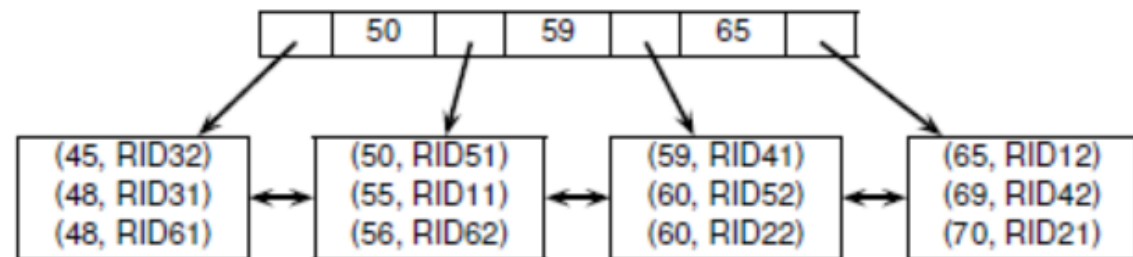 50 59 65
(45, RID32) (50, RID51) (59, RID41) (65, RID12)
(48, RID31) (55, RID11) (60, RID52) (69, RID42)
(48, RID61) (56, RID62) (60, RID22) (70, RID21)